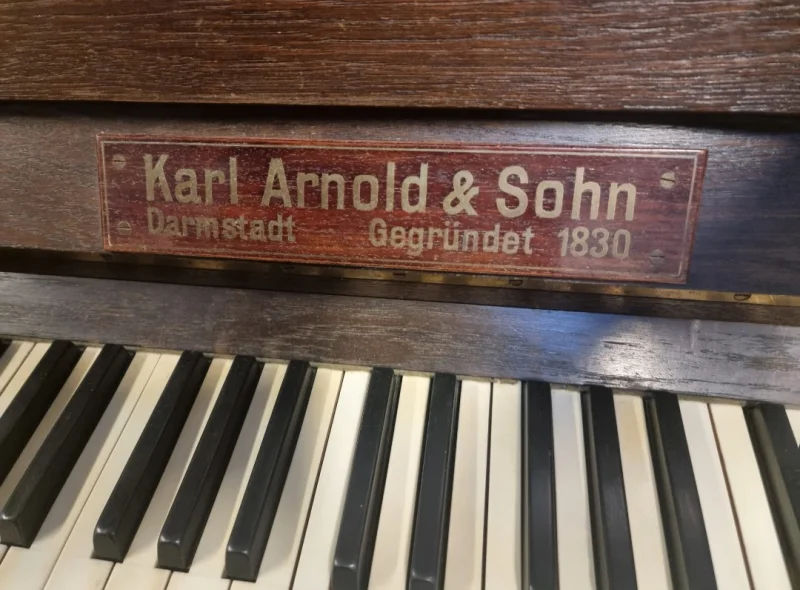 Karl Arnold & Sohn
Darmstadt Gegründet 1830